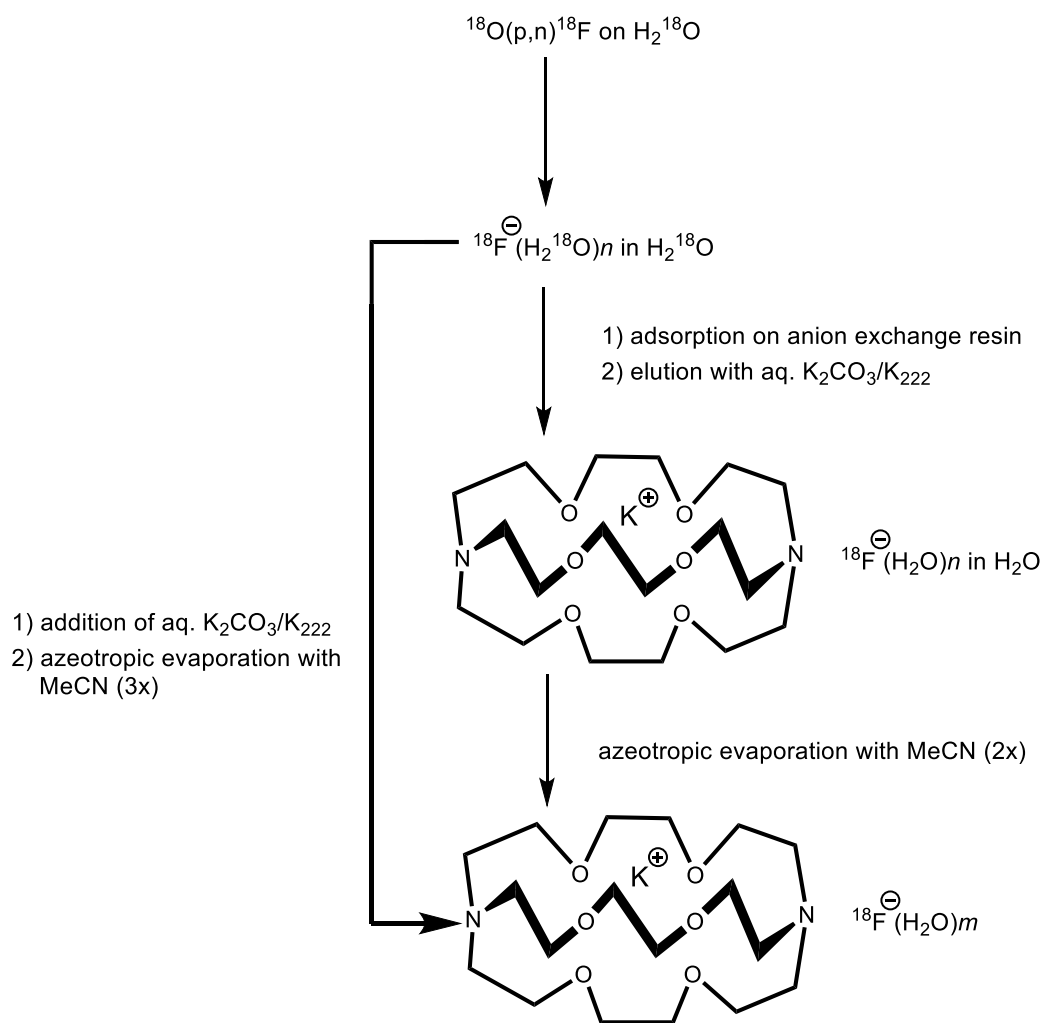 ¹⁸O(p,n)¹⁸F on H₂¹⁸O
¹⁸F⊖(H₂¹⁸O)n in H₂¹⁸O
1) adsorption on anion exchange resin
2) elution with aq. K₂CO₃/K₂₂₂
O
K⊕
O
N
O
O
N
¹⁸F⊖(H₂O)n in H₂O
O
O
1) addition of aq. K₂CO₃/K₂₂₂
2) azeotropic evaporation with
MeCN (3x)
azeotropic evaporation with MeCN (2x)
O
K⊕
O
N
O
O
N
¹⁸F⊖(H₂O)m
O
O